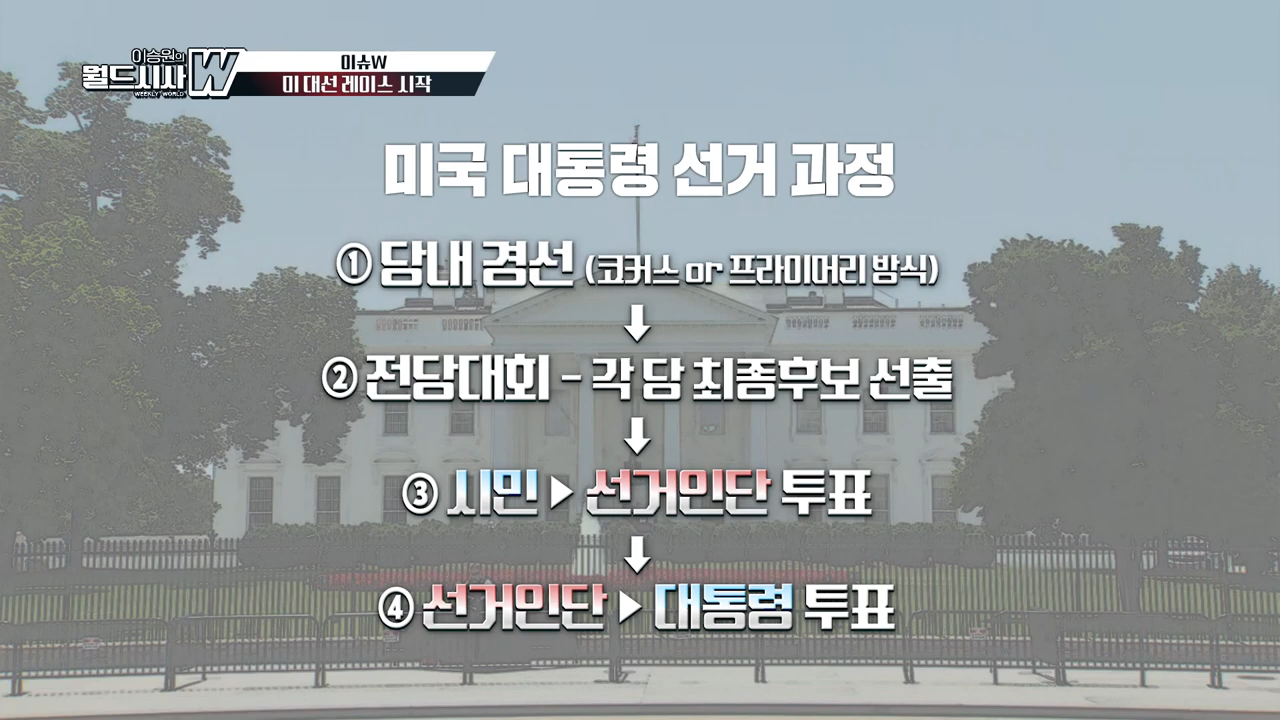 이승원의
월드시사 W
WEEKLY WORLD
이슈W
미 대선 레이스 시작
미국 대통령 선거 과정
① 당내 경선 (코커스 or 프라이머리 방식)
② 전당대회 - 각 당 최종후보 선출
③ 시민 ▶ 선거인단 투표
④ 선거인단 ▶ 대통령 투표